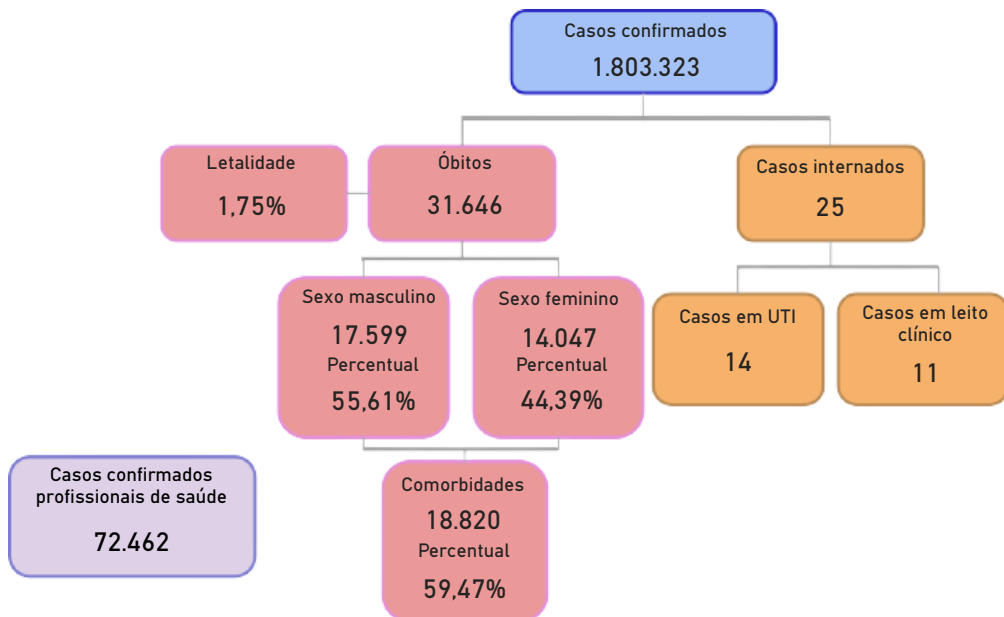 Casos confirmados
1.803.323
Letalidade
1,75%
Óbitos
31.646
Casos internados
25
Sexo masculino
17.599
Percentual
55,61%
Sexo feminino
14.047
Percentual
44,39%
Casos em UTI
14
Casos em leito
clínico
11
Casos confirmados
profissionais de saúde
72.462
Comorbidades
18.820
Percentual
59,47%